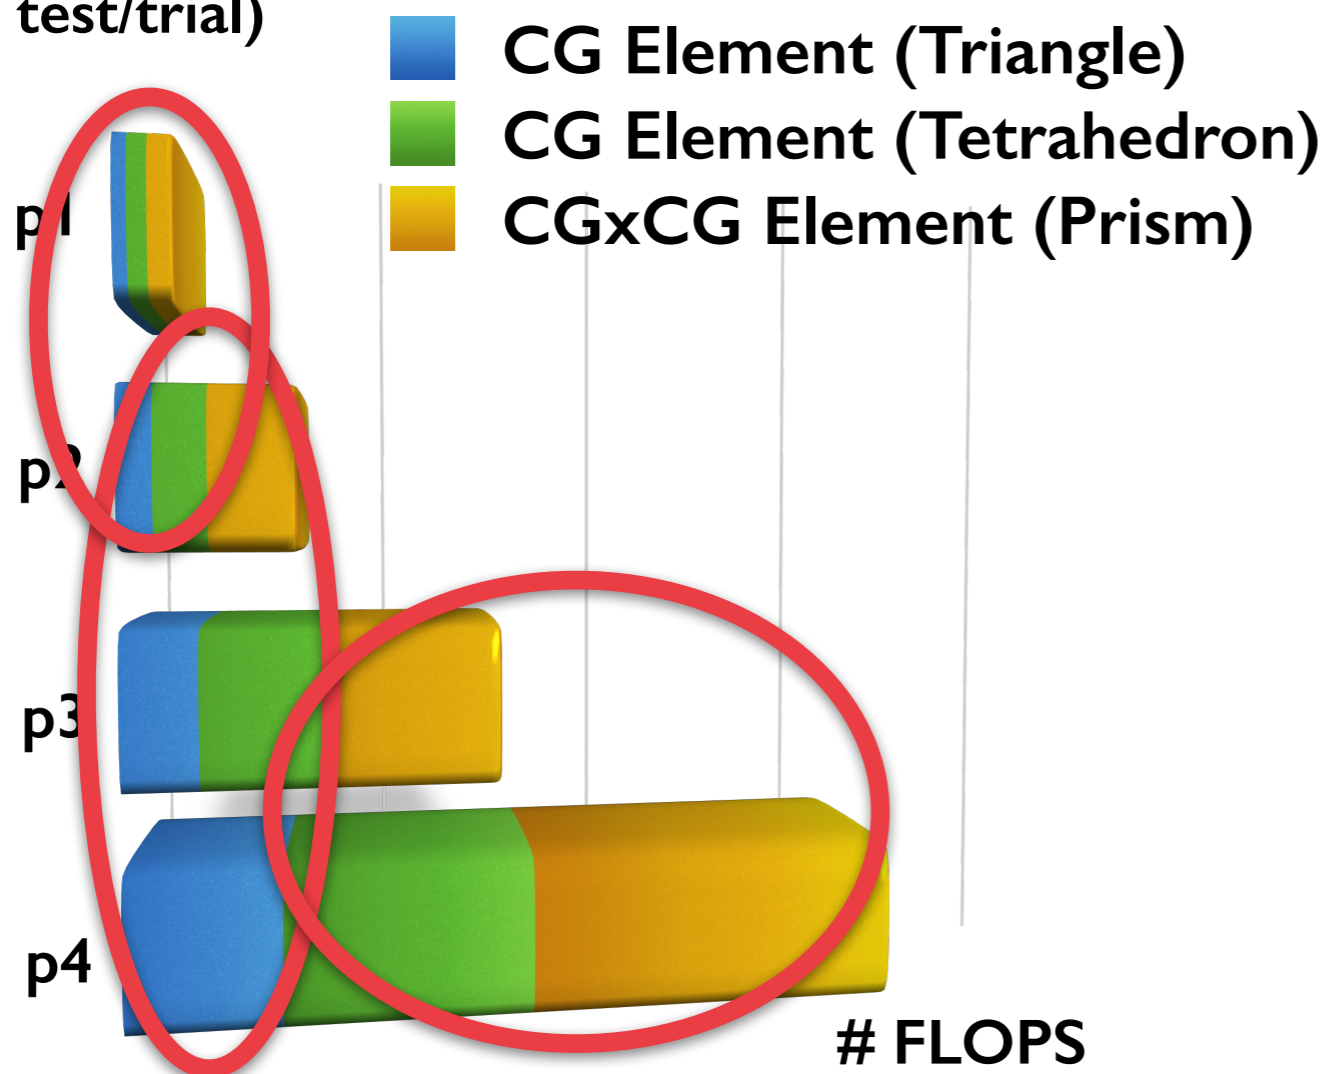 test/trial)
CG Element (Triangle)
CG Element (Tetrahedron)
CGxCG Element (Prism)
p1
p2
p3
p4
# FLOPS